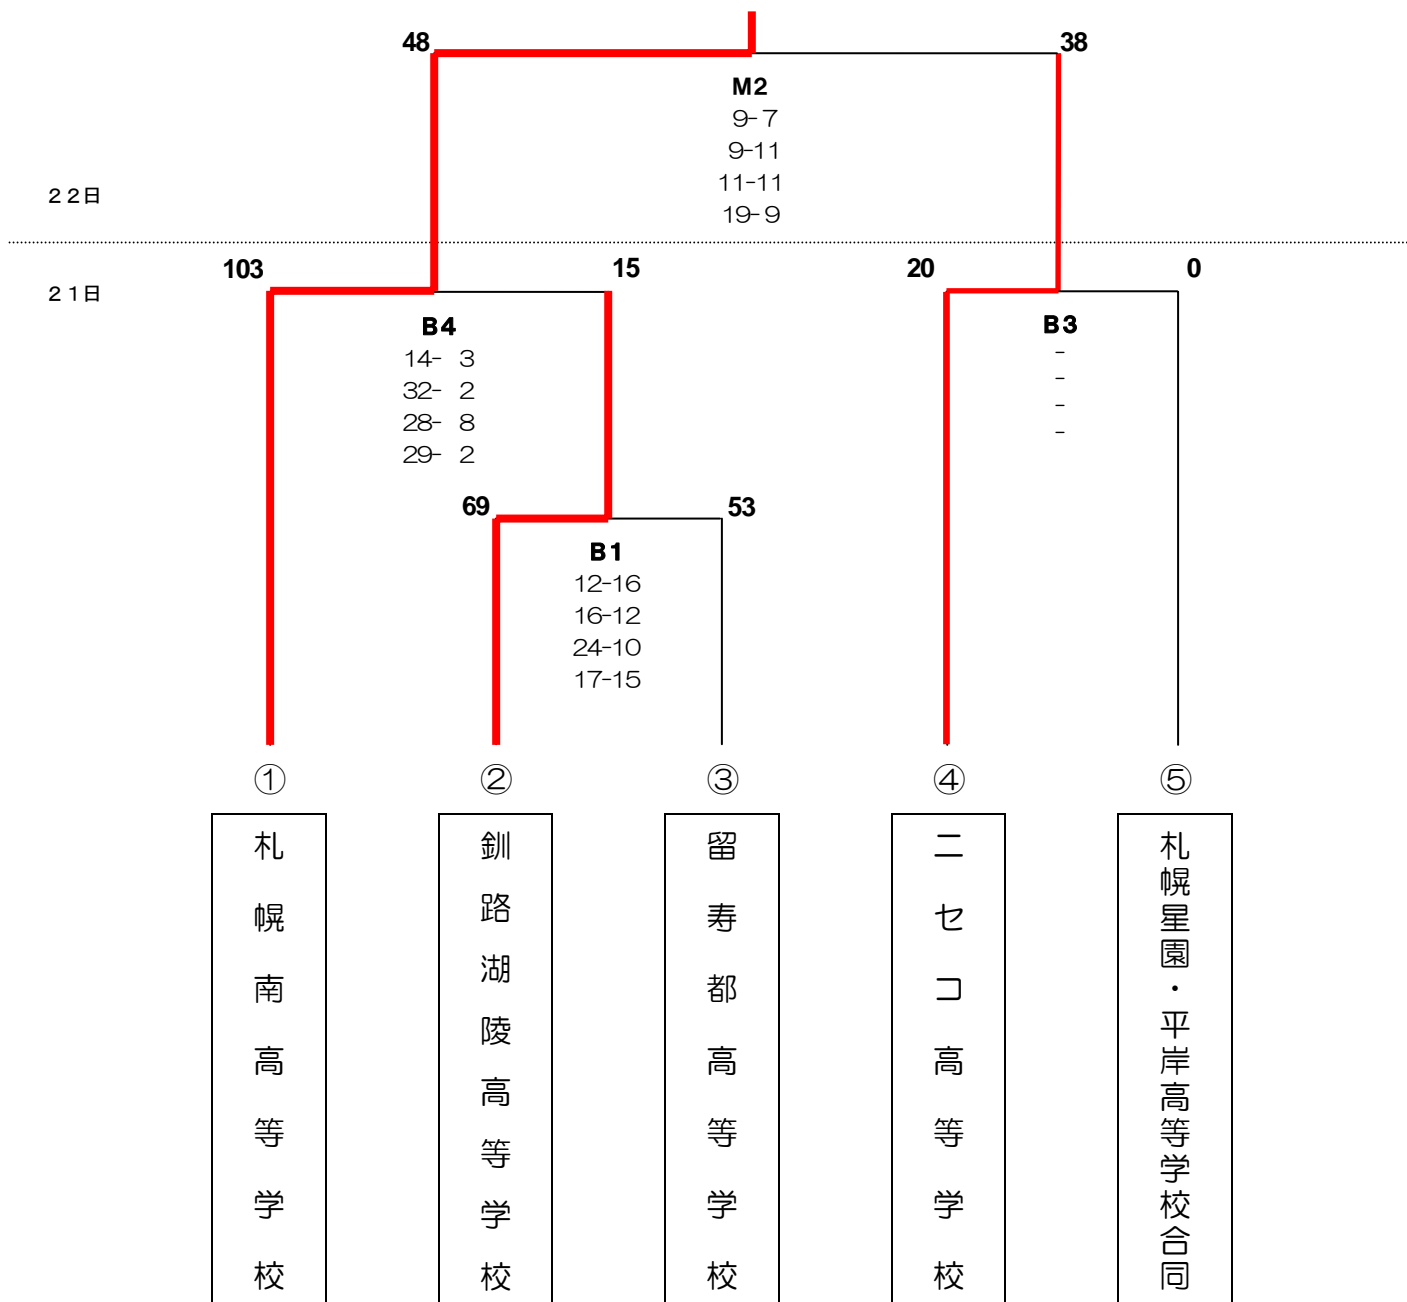 48
38
M2
9-7
9-11
11-11
19-9
22日
103
15
20
0
21日
B4
14- 3
32- 2
28- 8
29- 2
B3
-
-
-
-
69
53
B1
12-16
16-12
24-10
17-15
① ② ③ ④ ⑤
札幌南高等学校
釧路湖陵高等学校
留寿都高等学校
ニセコ高等学校
札幌星園・平岸高等学校合同